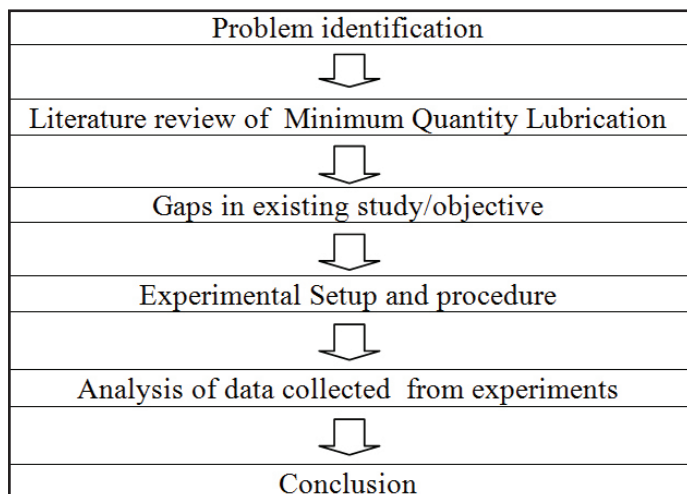 Problem identification
Literature review of Minimum Quantity Lubrication
Gaps in existing study/objective
Experimental Setup and procedure
Analysis of data collected from experiments
Conclusion